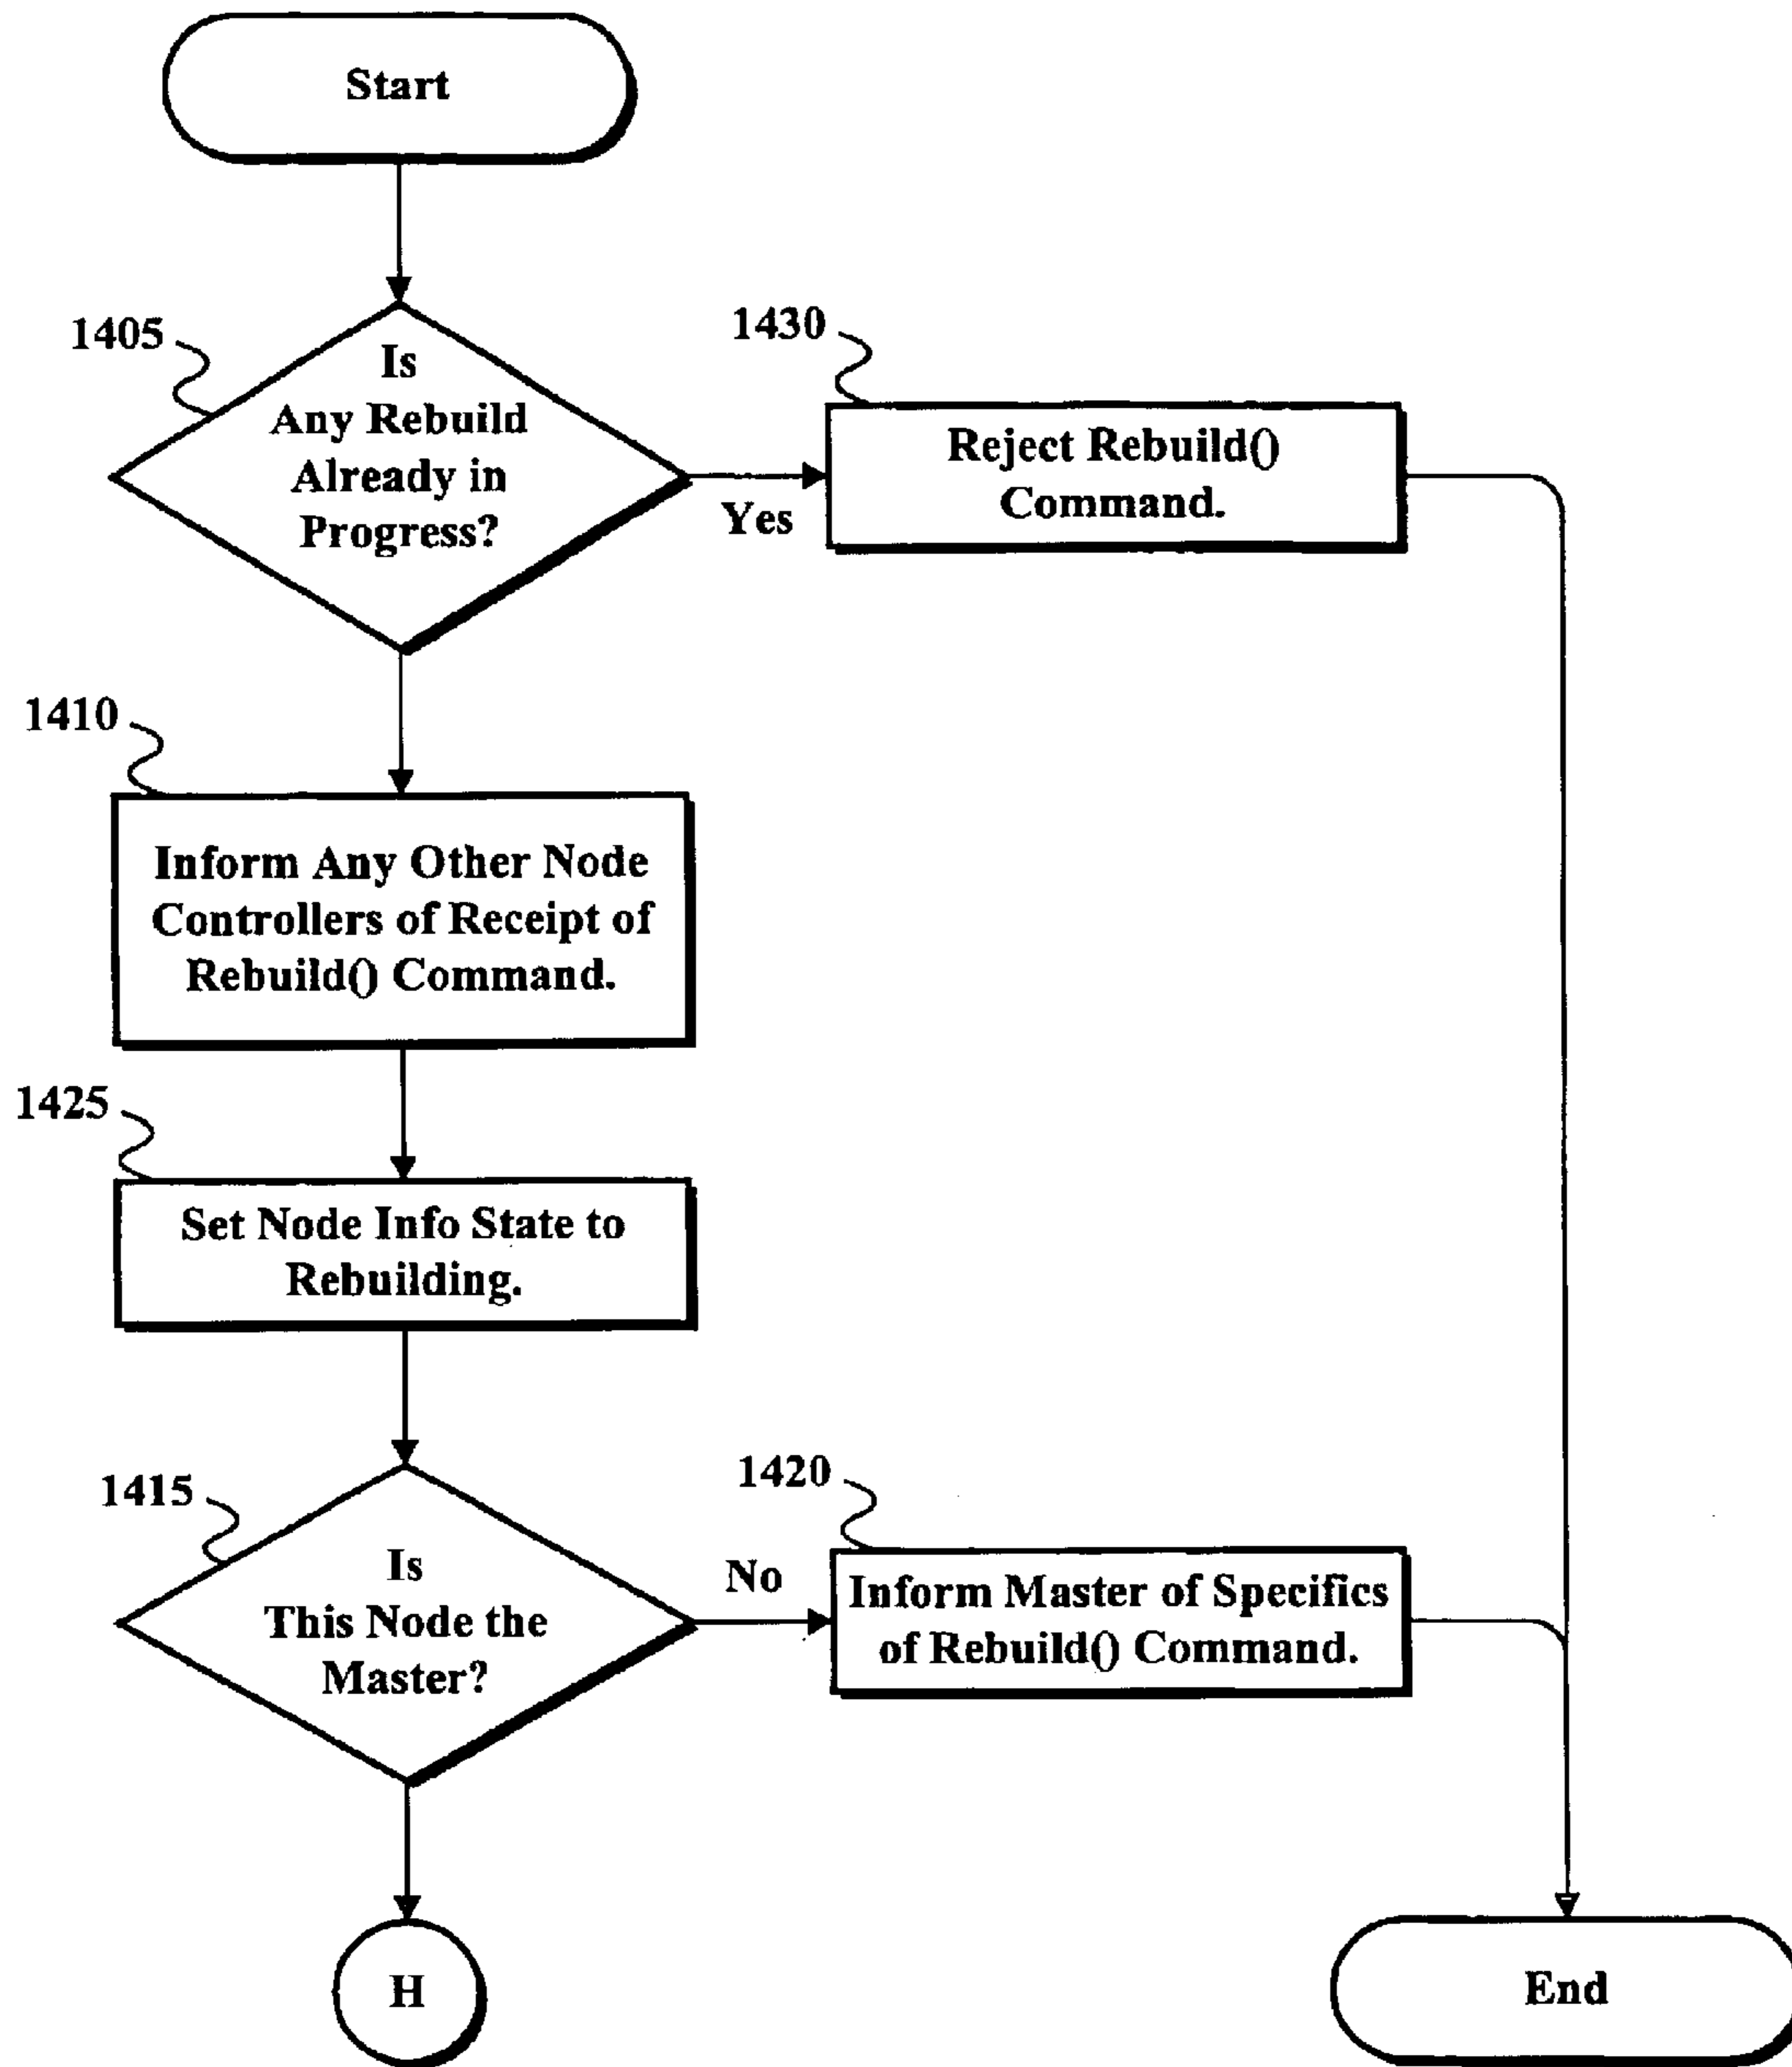 Start
1405
Is
Any Rebuild
Already in
Progress?
Yes
1430
Reject Rebuild()
Command.
1410
Inform Any Other Node
Controllers of Receipt of
Rebuild() Command.
1425
Set Node Info State to
Rebuilding.
1415
Is
This Node the
Master?
No
1420
Inform Master of Specifics
of Rebuild() Command.
H
End